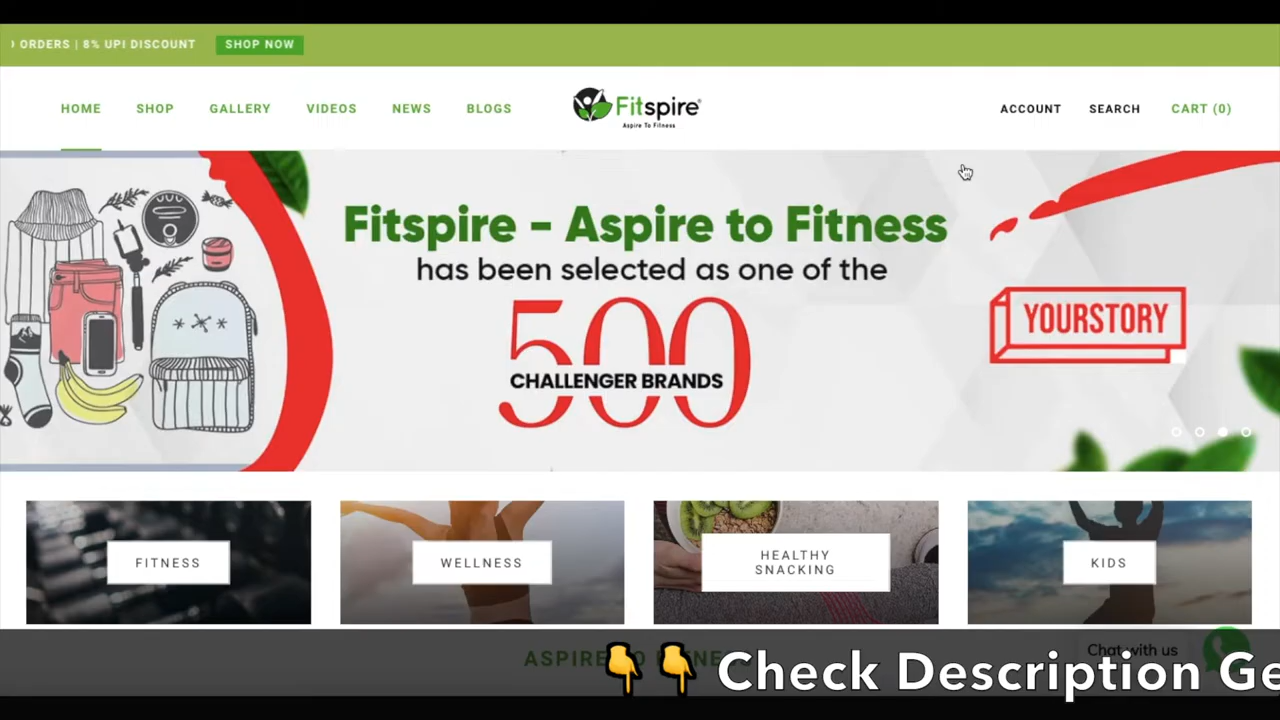 ORDERS | 8% UPI DISCOUNT SHOP NOW
HOME SHOP GALLERY VIDEOS NEWS BLOGS
Fitspire
Aspire To Fitness
ACCOUNT SEARCH CART (0)
Fitspire - Aspire to Fitness
has been selected as one of the
500
CHALLENGER BRANDS
YOURSTORY
FITNESS
WELLNESS
HEALTHY
SNACKING
KIDS
Chat with us
👇👇 Check Description Ge